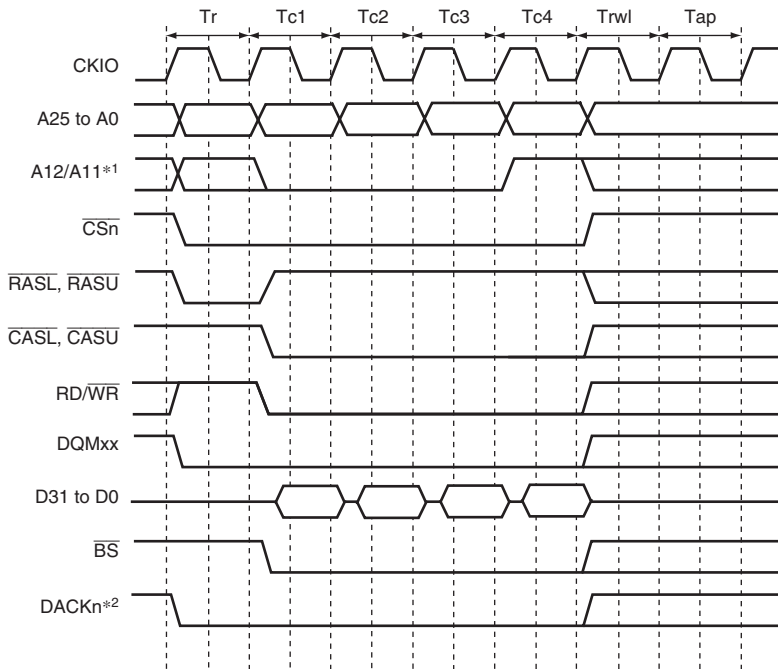 Tr Tc1 Tc2 Tc3 Tc4 Trwl Tap
CKIO
A25 to A0
A12/A11*1
CSn
RASL, RASU
CASL, CASU
RD/WR
DQMxx
D31 to D0
BS
DACKn*2